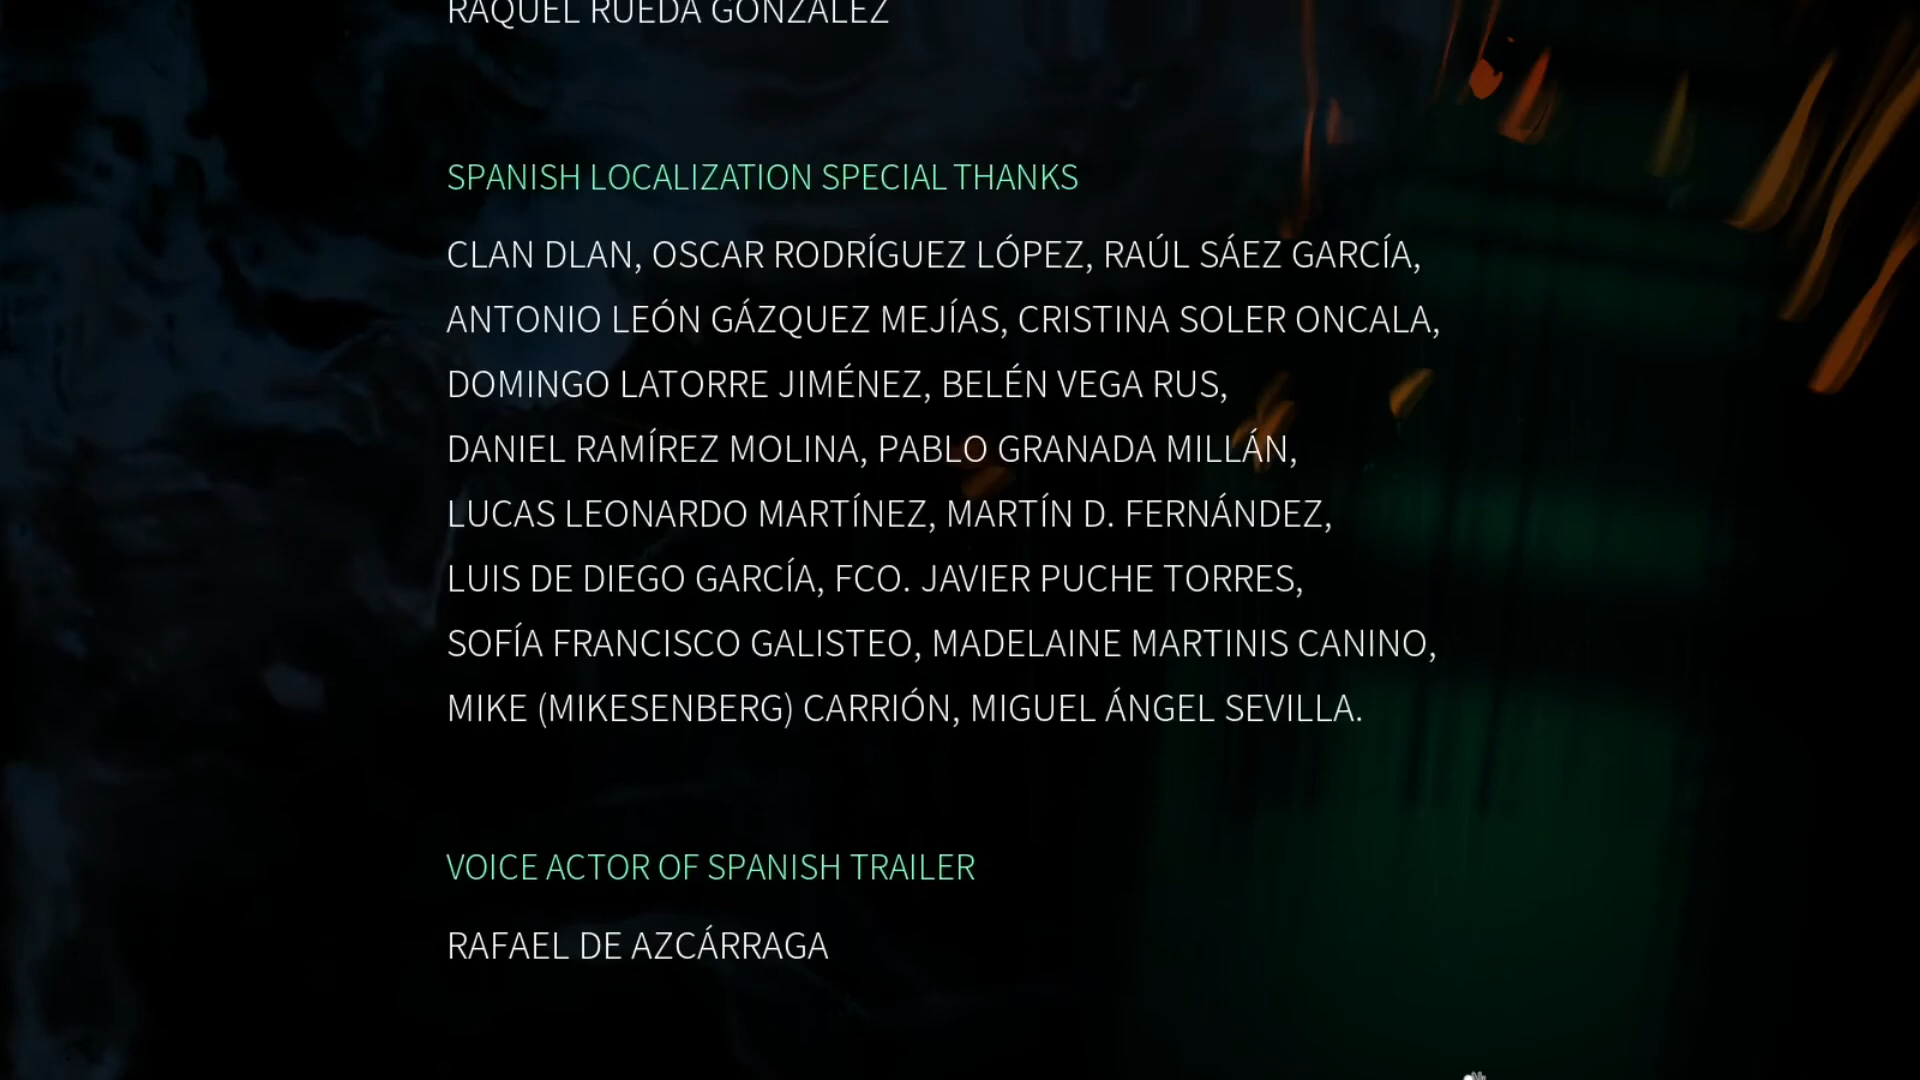 RAQUEL RUEDA GONZÁLEZ
SPANISH LOCALIZATION SPECIAL THANKS
CLAN DLAN, OSCAR RODRÍGUEZ LÓPEZ, RAÚL SÁEZ GARCÍA,
ANTONIO LEÓN GÁZQUEZ MEJÍAS, CRISTINA SOLER ONCALA,
DOMINGO LATORRE JIMÉNEZ, BELÉN VEGA RUS,
DANIEL RAMÍREZ MOLINA, PABLO GRANADA MILLÁN,
LUCAS LEONARDO MARTÍNEZ, MARTÍN D. FERNÁNDEZ,
LUIS DE DIEGO GARCÍA, FCO. JAVIER PUCHE TORRES,
SOFÍA FRANCISCO GALISTEO, MADELAINE MARTINIS CANINO,
MIKE (MIKESENBERG) CARRIÓN, MIGUEL ÁNGEL SEVILLA.
VOICE ACTOR OF SPANISH TRAILER
RAFAEL DE AZCÁRRAGA